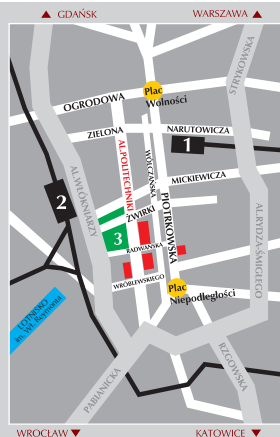 ▲ GDAŃSK
WARSZAWA ▲
STRYKOWSKA
Plac
Wolności
OGRODOWA
ZIELONA
NARUTOWICZA
1
AL.POLITECHNIKI
WÓLCZAŃSKA
AL.WŁÓKNIARZY
MICKIEWICZA
2
ŻWIRKI
PIOTRKOWSKA
AL.RYDZA-ŚMIGŁEGO
3
RADWAŃSKA
WRÓBLEWSKIEGO
Plac
Niepodległości
LOTNISKO
im. Wł. Reymonta
PABIANICKA
RZGOWSKA
WROCŁAW ▼
KATOWICE ▼